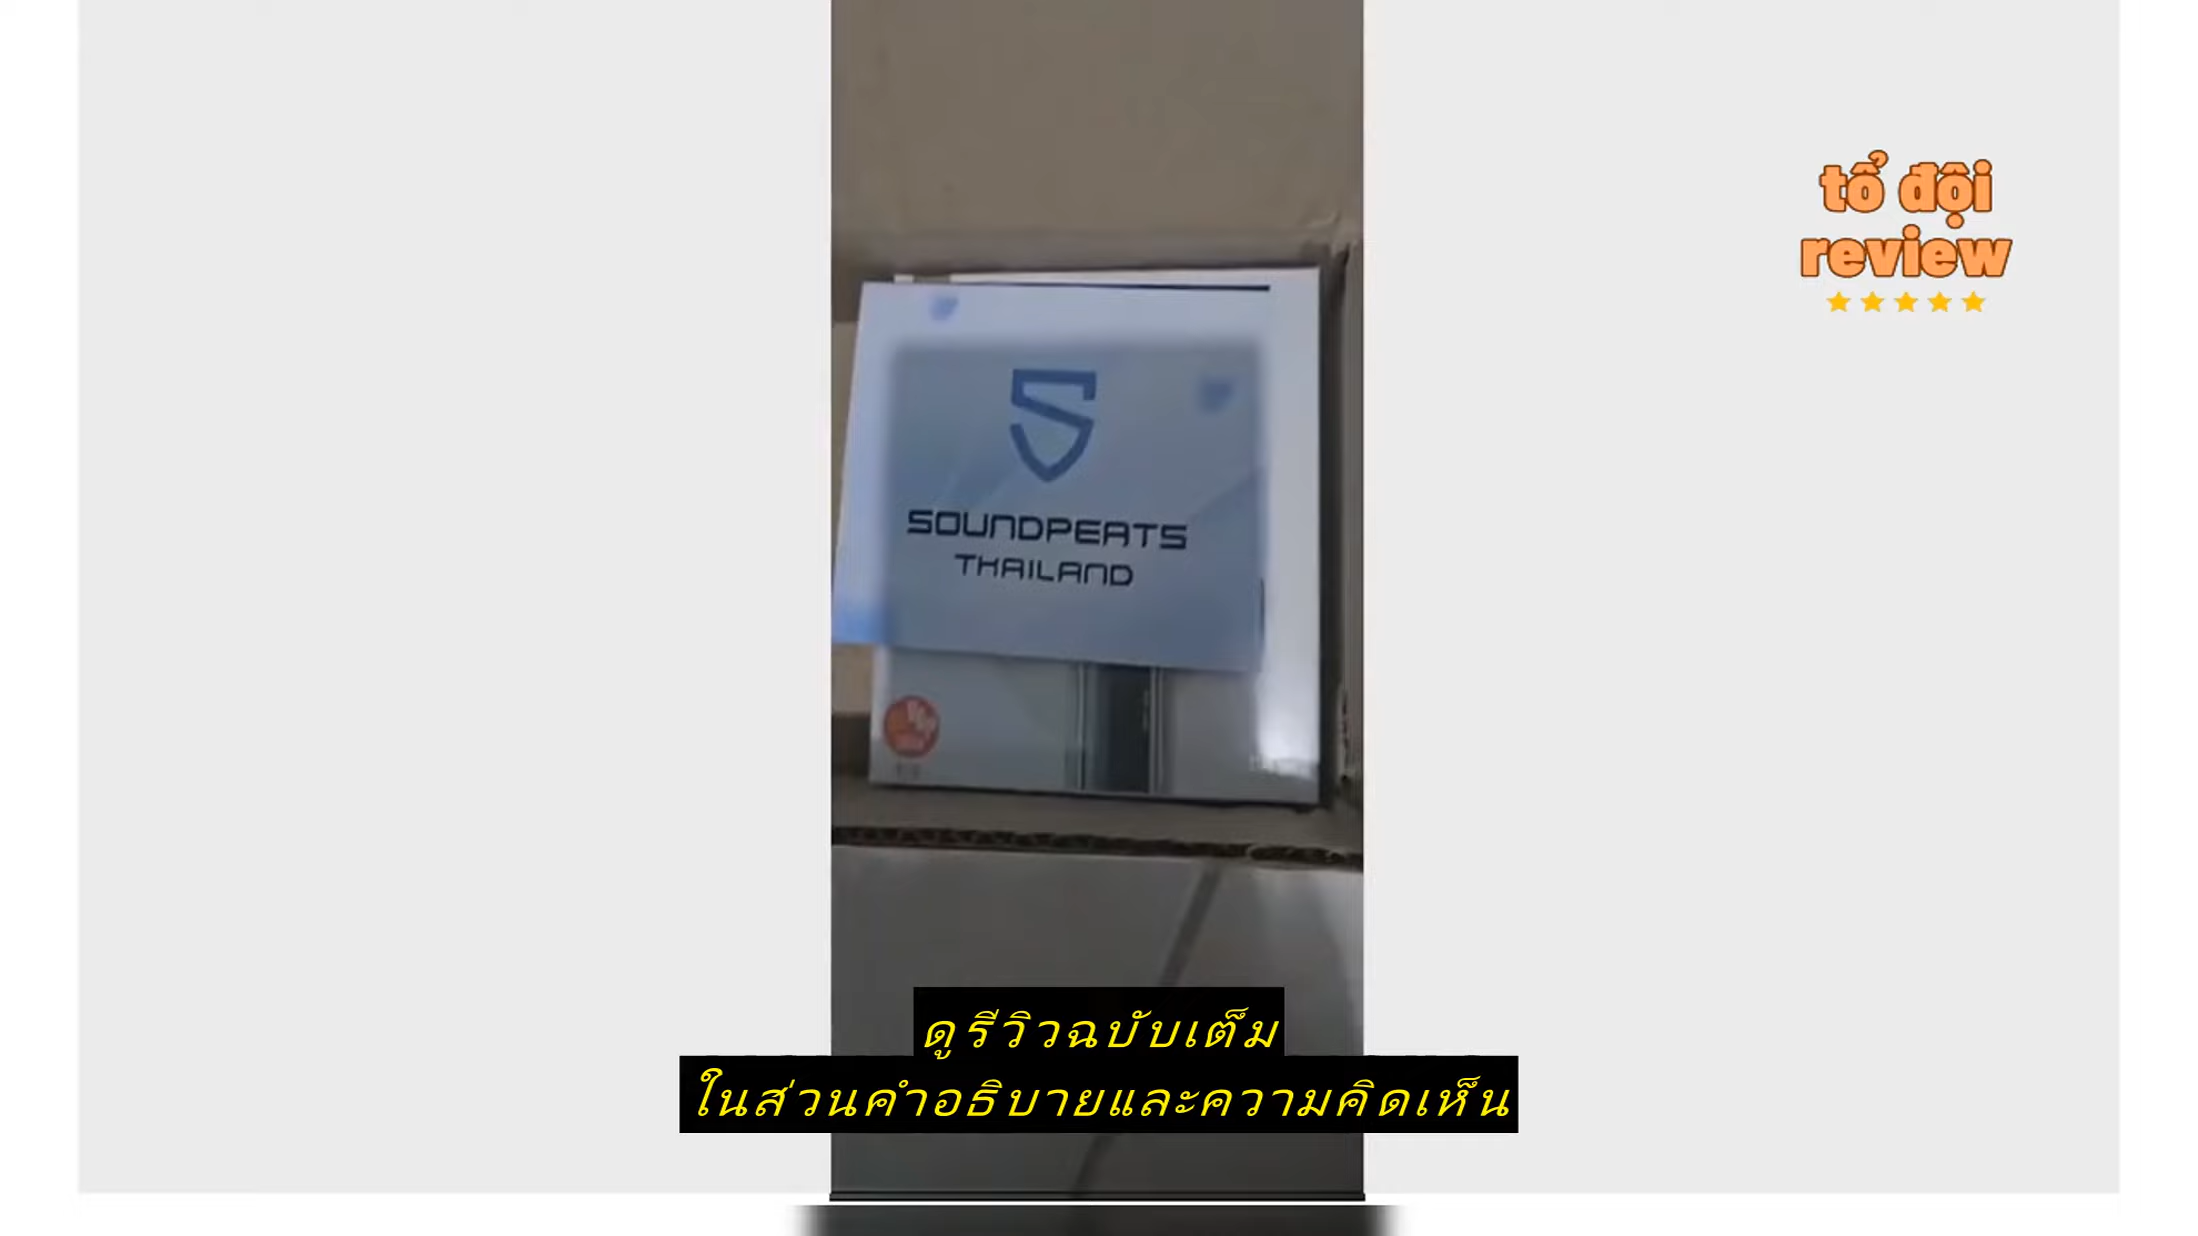 tổ đội
review
SOUNDPEATS
THAILAND
ดูรีวิวฉบับเต็ม
ในส่วนคำอธิบายและความคิดเห็น